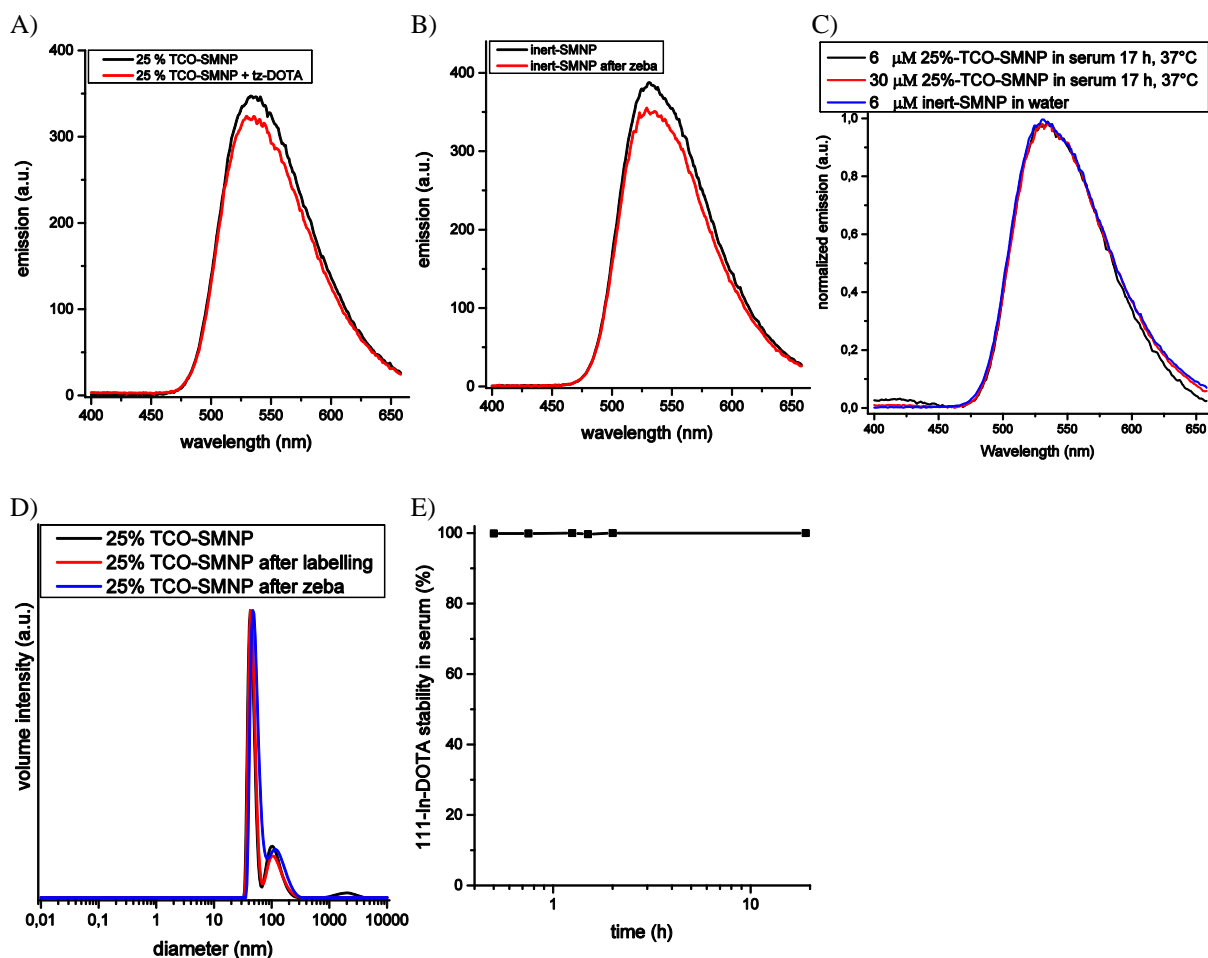 A)
25 % TCO-SMNP
25 % TCO-SMNP + tz-DOTA
400
300
200
100
0
emission (a.u.)
400 450 500 550 600 650
wavelength (nm)
B)
inert-SMNP
inert-SMNP after zeba
400
300
200
100
0
emission (a.u.)
400 450 500 550 600 650
wavelength (nm)
C)
6 μM 25%-TCO-SMNP in serum 17 h, 37°C
30 μM 25%-TCO-SMNP in serum 17 h, 37°C
6 μM inert-SMNP in water
1,0
0,8
0,6
0,4
0,2
0,0
normalized emission (a.u.)
400 450 500 550 600 650
Wavelength (nm)
D)
25% TCO-SMNP
25% TCO-SMNP after labelling
25% TCO-SMNP after zeba
volume intensity (a.u.)
0,01 0,1 1 10 100 1000 10000
diameter (nm)
E)
100
80
60
40
20
0
111-In-DOTA stability in serum (%)
1 10
time (h)